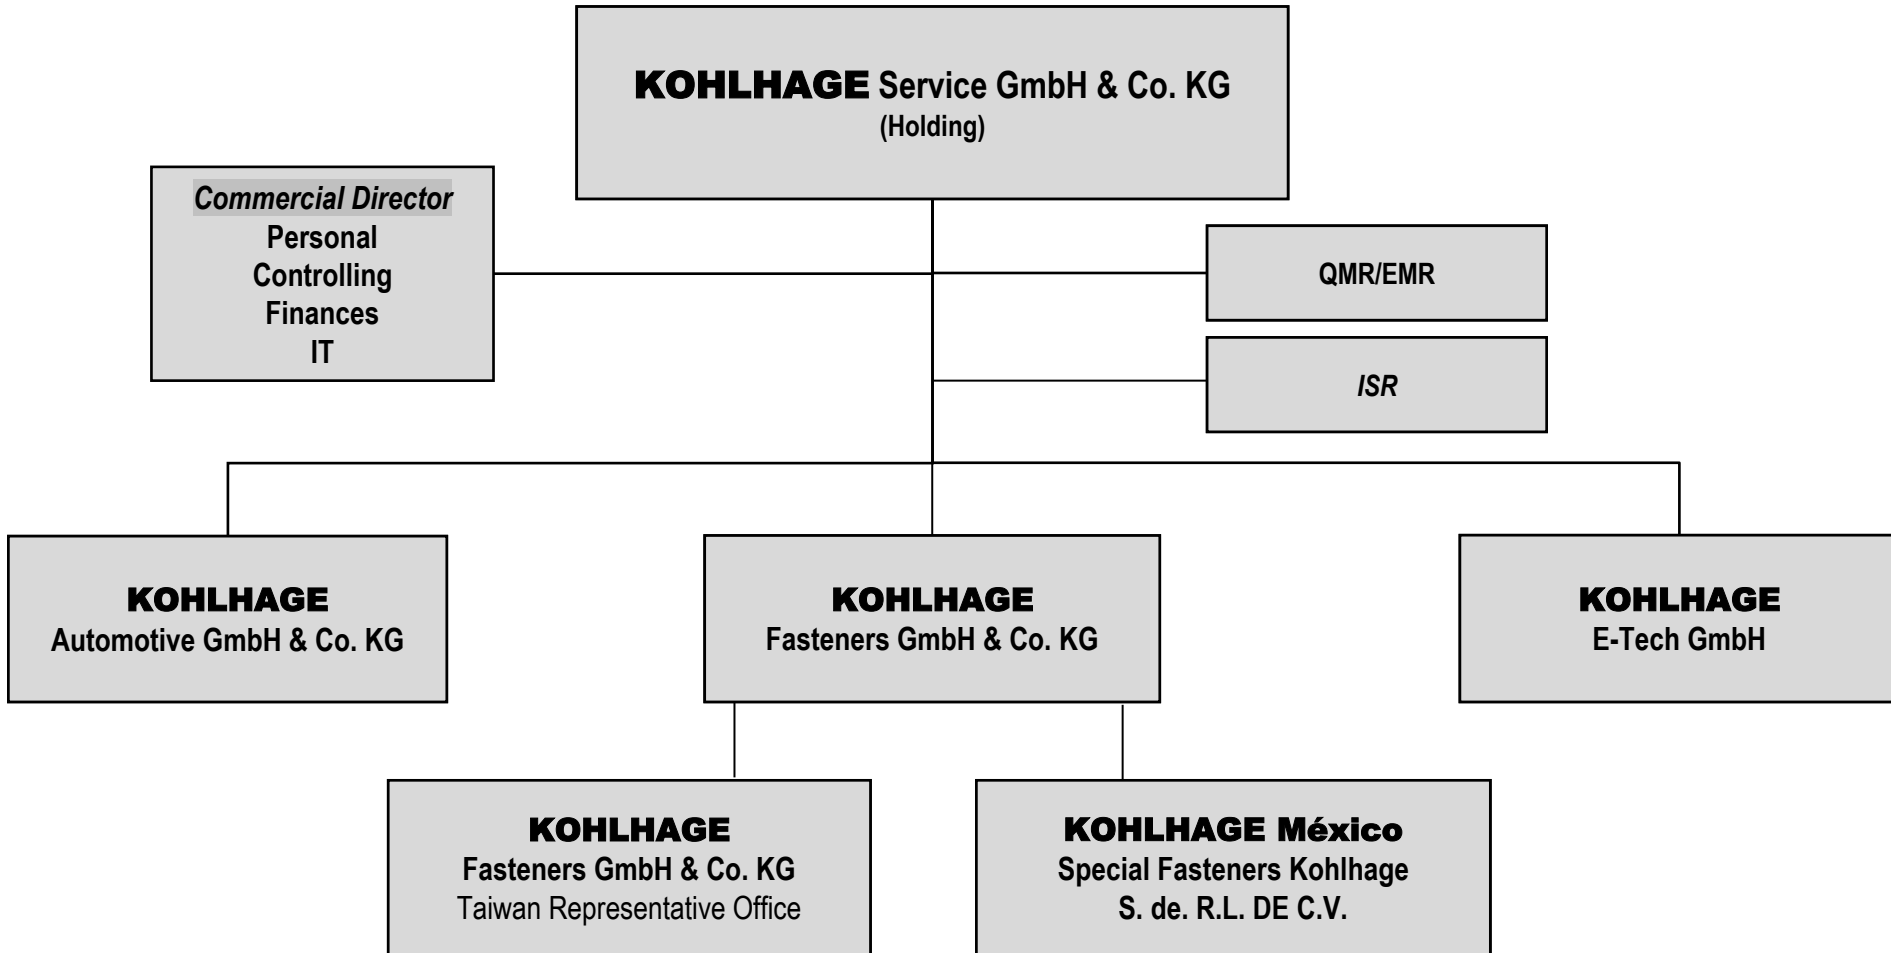 KOHLHAGE Service GmbH & Co. KG
(Holding)
Commercial Director
Personal
Controlling
Finances
IT
QMR/EMR
ISR
KOHLHAGE
Automotive GmbH & Co. KG
KOHLHAGE
Fasteners GmbH & Co. KG
KOHLHAGE
E-Tech GmbH
KOHLHAGE
Fasteners GmbH & Co. KG
Taiwan Representative Office
KOHLHAGE México
Special Fasteners Kohlhage
S. de. R.L. DE C.V.